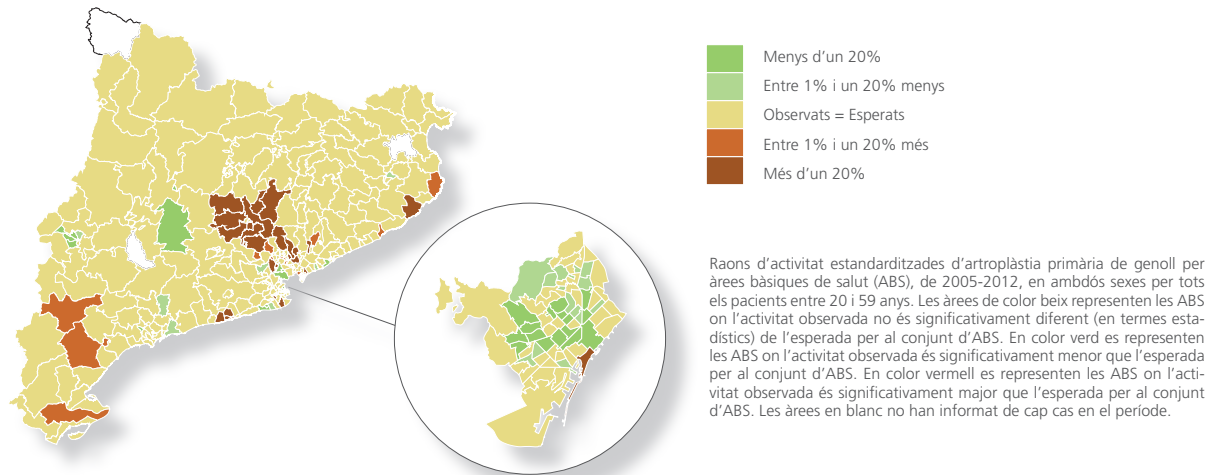 Menys d'un 20%
Entre 1% i un 20% menys
Observats = Esperats
Entre 1% i un 20% més
Més d'un 20%
Raons d'activitat estandarditzades d'artroplàstia primària de genoll per
àrees bàsiques de salut (ABS), de 2005-2012, en ambdós sexes per tots
els pacients entre 20 i 59 anys. Les àrees de color beix representen les ABS
on l'activitat observada no és significativament diferent (en termes esta-
dístics) de l'esperada per al conjunt d'ABS. En color verd es representen
les ABS on l'activitat observada és significativament menor que l'esperada
per al conjunt d'ABS. En color vermell es representen les ABS on l'acti-
vitat observada és significativament major que l'esperada per al conjunt
d'ABS. Les àrees en blanc no han informat de cap cas en el període.